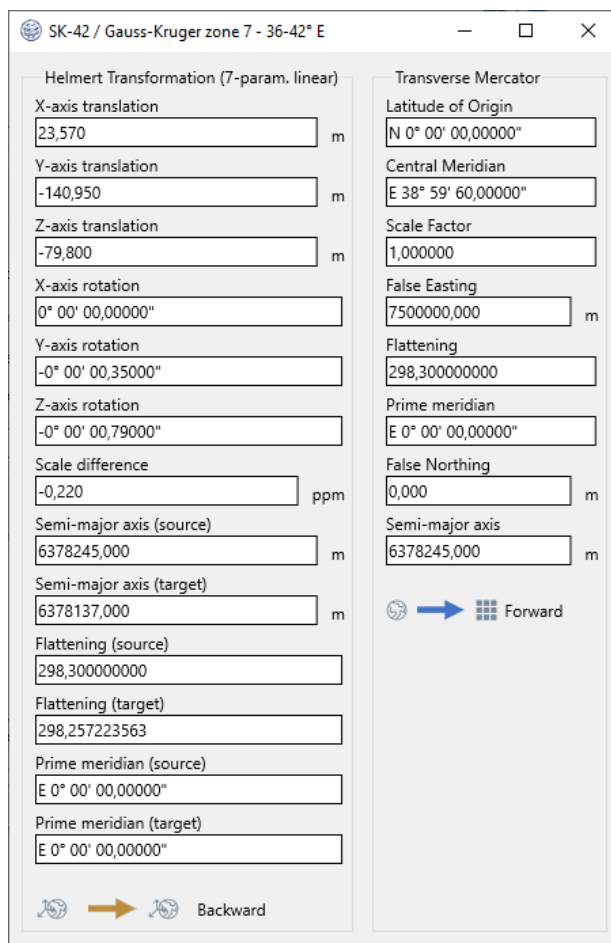 SK-42 / Gauss-Kruger zone 7 - 36-42° E
Helmert Transformation (7-param. linear)
X-axis translation
23,570 m
Y-axis translation
-140,950 m
Z-axis translation
-79,800 m
X-axis rotation
0° 00' 00,00000"
Y-axis rotation
-0° 00' 00,35000"
Z-axis rotation
-0° 00' 00,79000"
Scale difference
-0,220 ppm
Semi-major axis (source)
6378245,000 m
Semi-major axis (target)
6378137,000 m
Flattening (source)
298,300000000
Flattening (target)
298,257223563
Prime meridian (source)
E 0° 00' 00,00000"
Prime meridian (target)
E 0° 00' 00,00000"
Backward
Transverse Mercator
Latitude of Origin
N 0° 00' 00,00000"
Central Meridian
E 38° 59' 60,00000"
Scale Factor
1,000000
False Easting
7500000,000 m
Flattening
298,300000000
Prime meridian
E 0° 00' 00,00000"
False Northing
0,000 m
Semi-major axis
6378245,000 m
Forward